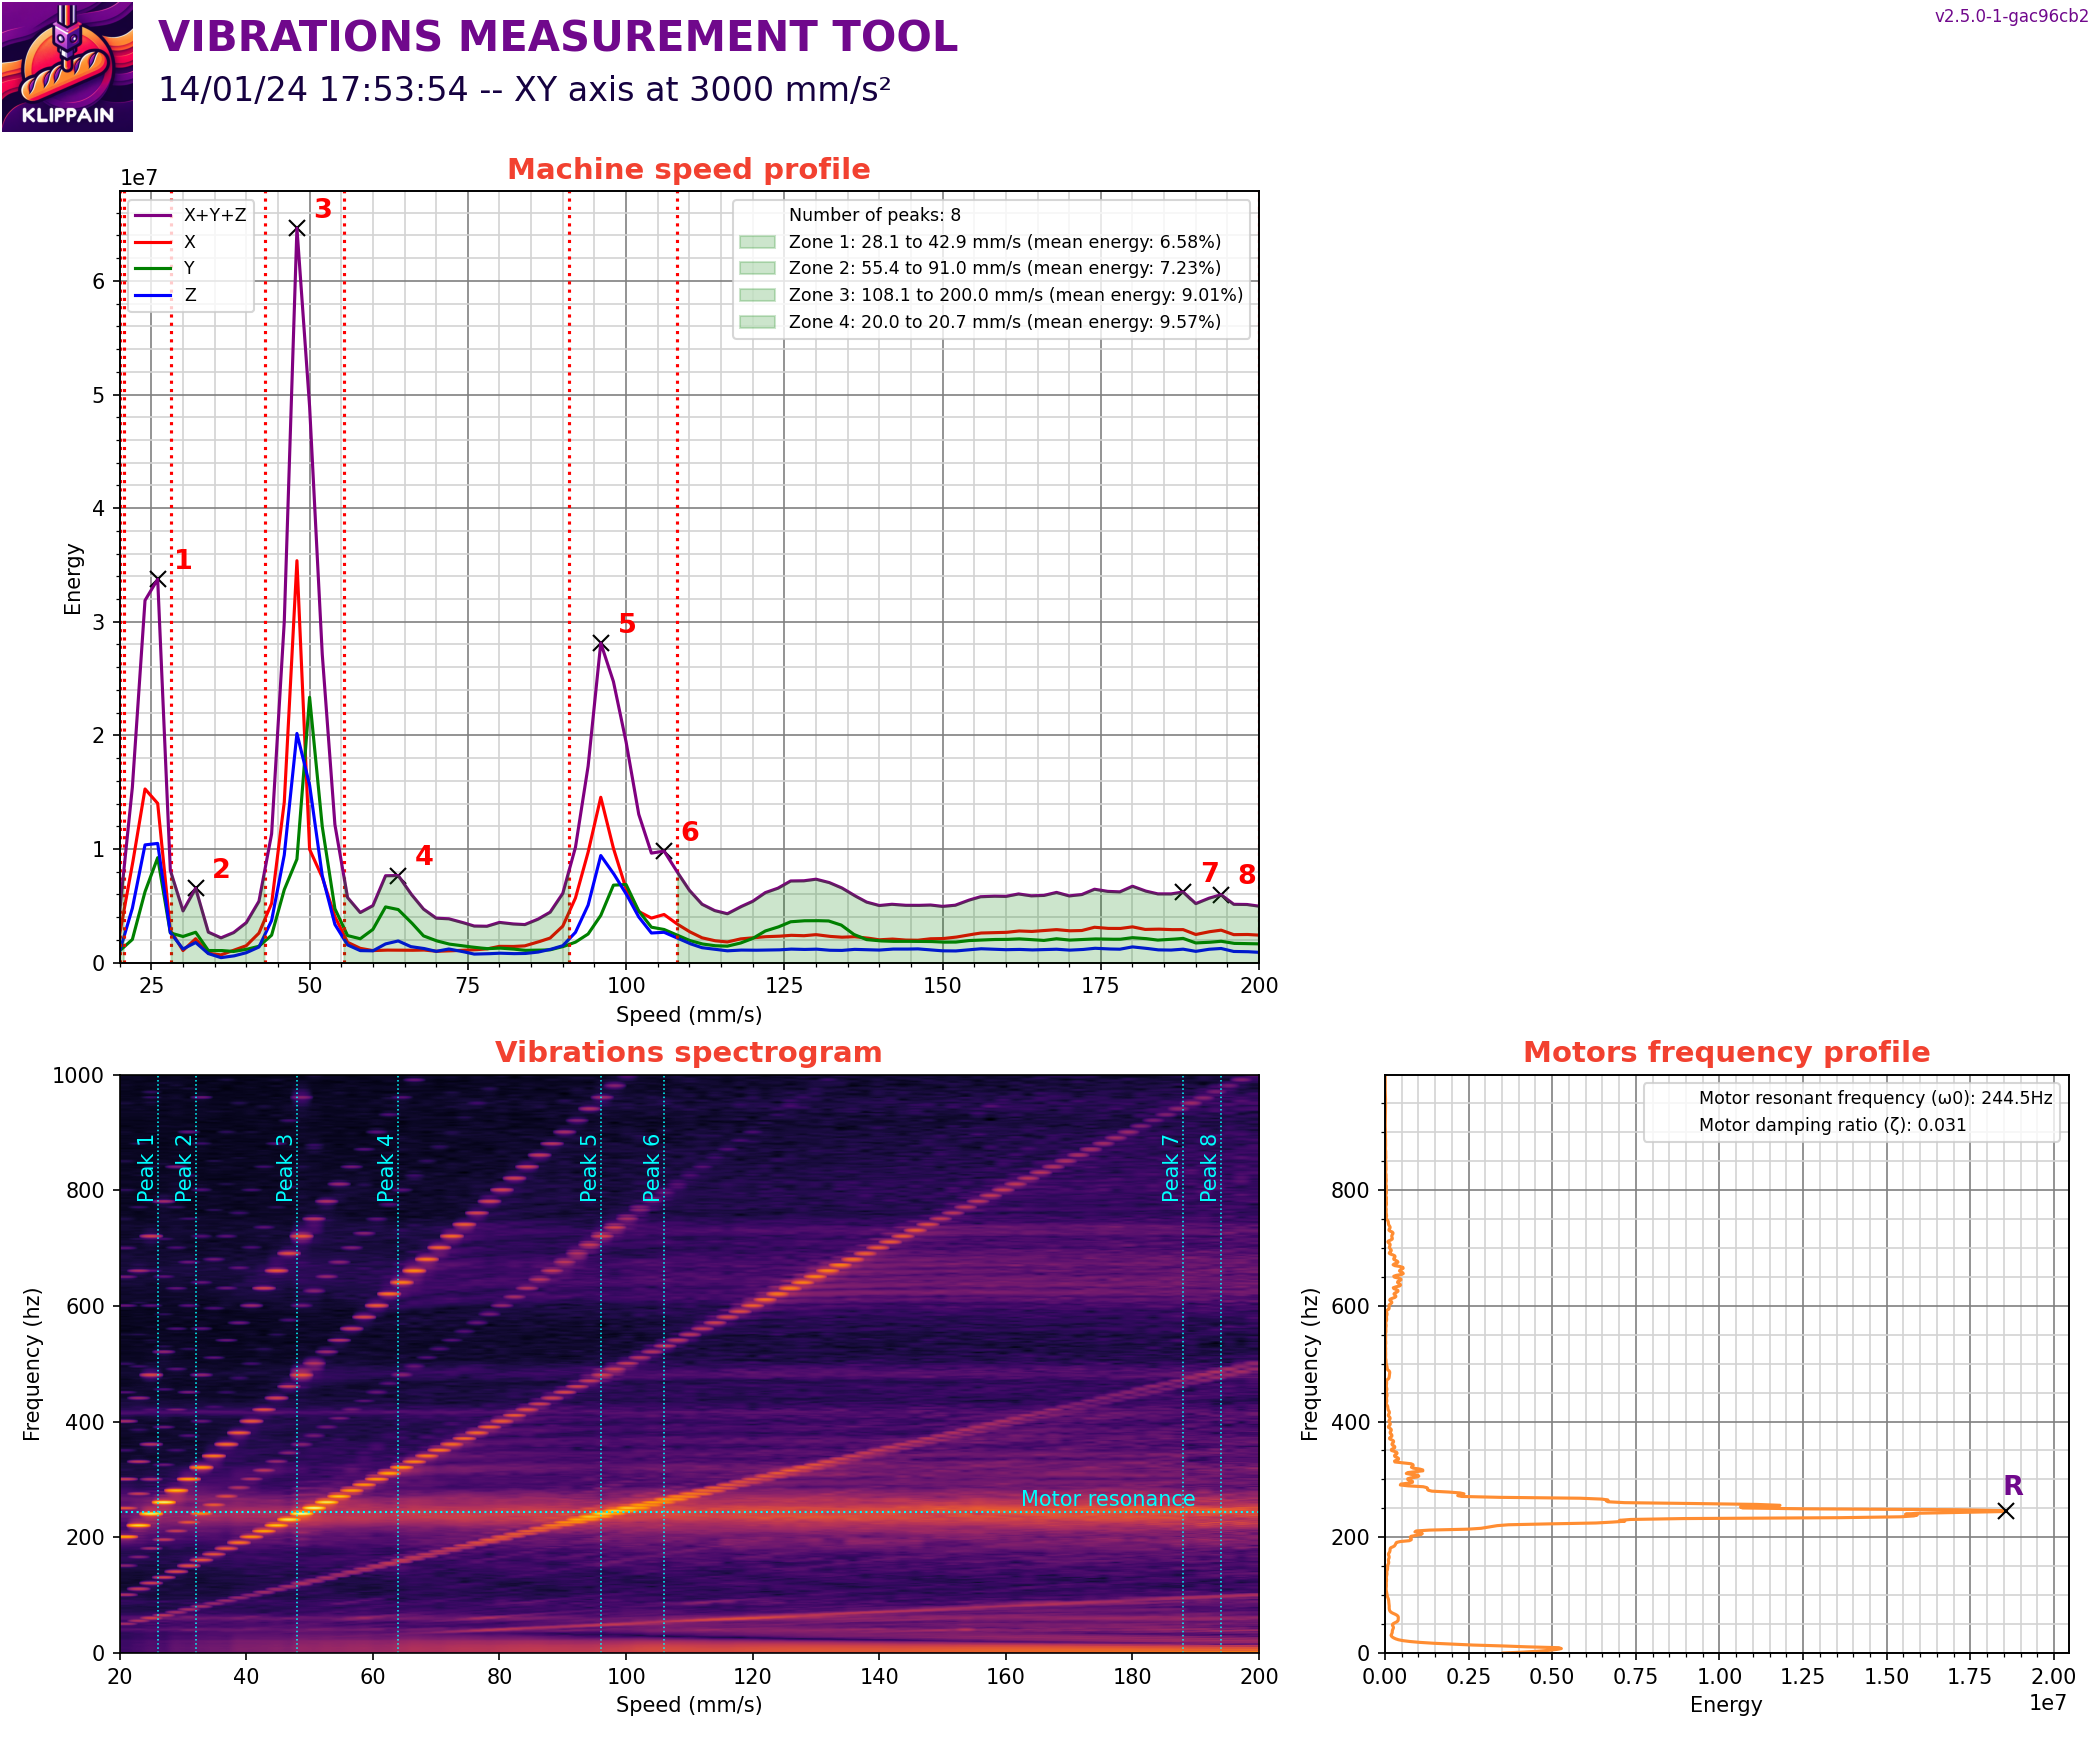 KLIPPAIN
VIBRATIONS MEASUREMENT TOOL
14/01/24 17:53:54 -- XY axis at 3000 mm/s²
v2.5.0-1-gac96cb2
Machine speed profile
1e7
X+Y+Z
X
Y
Z
Number of peaks: 8
Zone 1: 28.1 to 42.9 mm/s (mean energy: 6.58%)
Zone 2: 55.4 to 91.0 mm/s (mean energy: 7.23%)
Zone 3: 108.1 to 200.0 mm/s (mean energy: 9.01%)
Zone 4: 20.0 to 20.7 mm/s (mean energy: 9.57%)
1
2
3
4
5
6
7
8
Energy
6
5
4
3
2
1
0
25
50
75
100
125
150
175
200
Speed (mm/s)
Vibrations spectrogram
Frequency (hz)
1000
800
600
400
200
0
Peak 1
Peak 2
Peak 3
Peak 4
Peak 5
Peak 6
Peak 7
Peak 8
Motor resonance
20
40
60
80
100
120
140
160
180
200
Speed (mm/s)
Motors frequency profile
Motor resonant frequency (ω0): 244.5Hz
Motor damping ratio (ζ): 0.031
R
Frequency (hz)
800
600
400
200
0
0.00
0.25
0.50
0.75
1.00
1.25
1.50
1.75
2.00
Energy
1e7